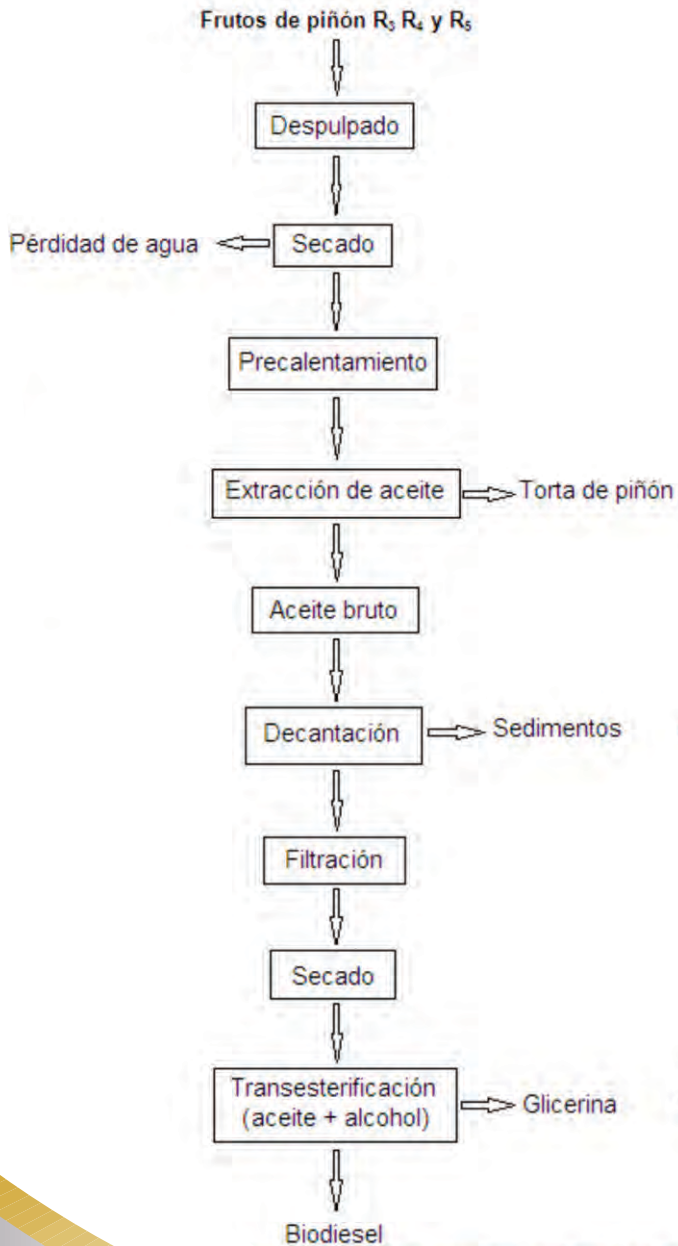 Frutos de piñón R₃ R₄ y R₅
Despulpado
Pérdidad de agua
Secado
Precalentamiento
Extracción de aceite
Torta de piñón
Aceite bruto
Decantación
Sedimentos
Filtración
Secado
Transesterificación
(aceite + alcohol)
Glicerina
Biodiesel